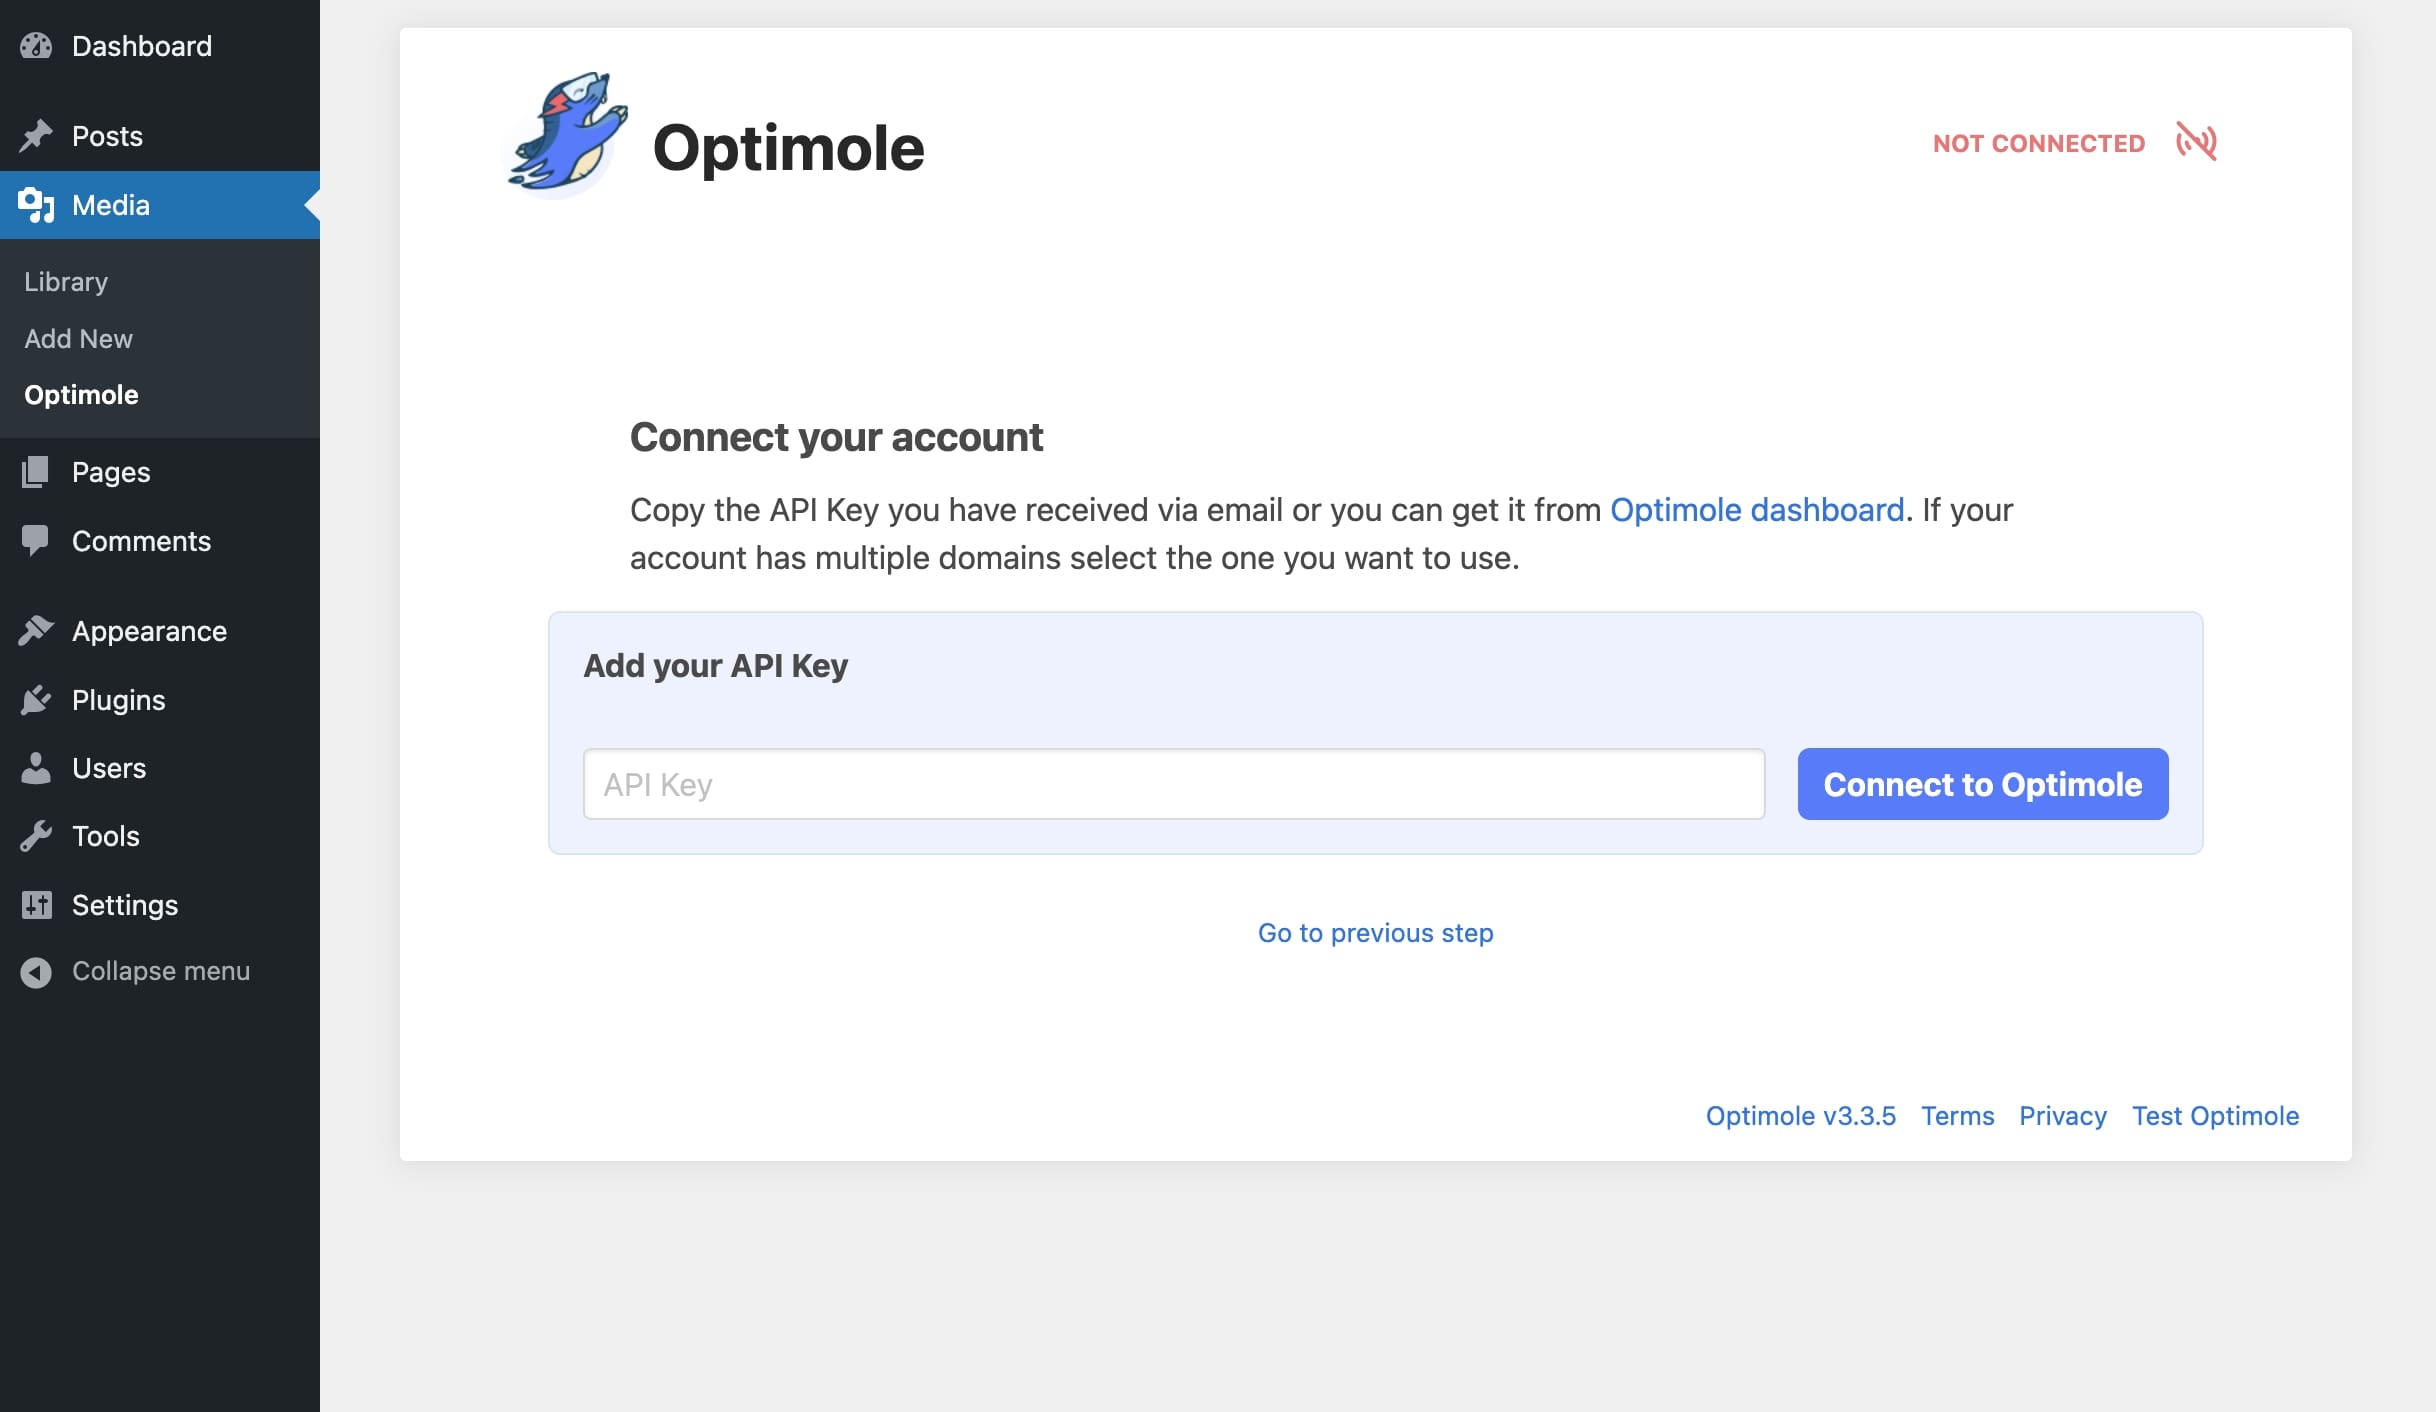 Dashboard
Posts
Media
Library
Add New
Optimole
Pages
Comments
Appearance
Plugins
Users
Tools
Settings
Collapse menu
Optimole
NOT CONNECTED
Connect your account
Copy the API Key you have received via email or you can get it from Optimole dashboard. If your
account has multiple domains select the one you want to use.
Add your API Key
API Key
Connect to Optimole
Go to previous step
Optimole v3.3.5 Terms Privacy Test Optimole